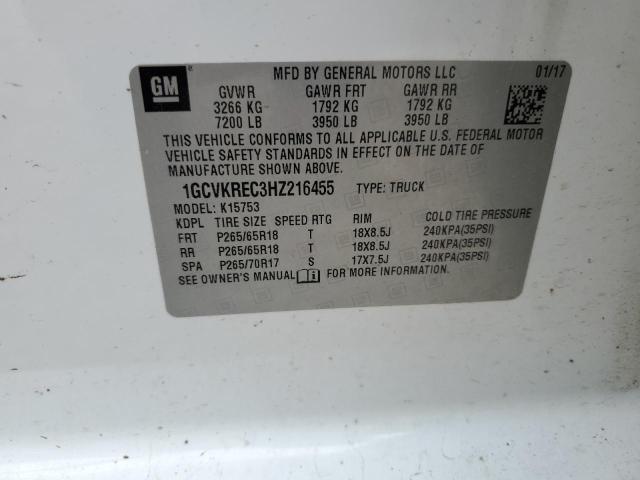 GM
MFD BY GENERAL MOTORS LLC 01/17
GVWR GAWR FRT GAWR RR
3266 KG 1792 KG 1792 KG
7200 LB 3950 LB 3950 LB
THIS VEHICLE CONFORMS TO ALL APPLICABLE U.S. FEDERAL MOTOR
VEHICLE SAFETY STANDARDS IN EFFECT ON THE DATE OF
MANUFACTURE SHOWN ABOVE.
1GCVKREC3HZ216455 TYPE: TRUCK
MODEL: K15753
KDPL TIRE SIZE SPEED RTG RIM COLD TIRE PRESSURE
FRT P265/65R18 T 18X8.5J 240KPA(35PSI)
RR P265/65R18 T 18X8.5J 240KPA(35PSI)
SPA P265/70R17 S 17X7.5J 240KPA(35PSI)
SEE OWNER'S MANUAL FOR MORE INFORMATION.